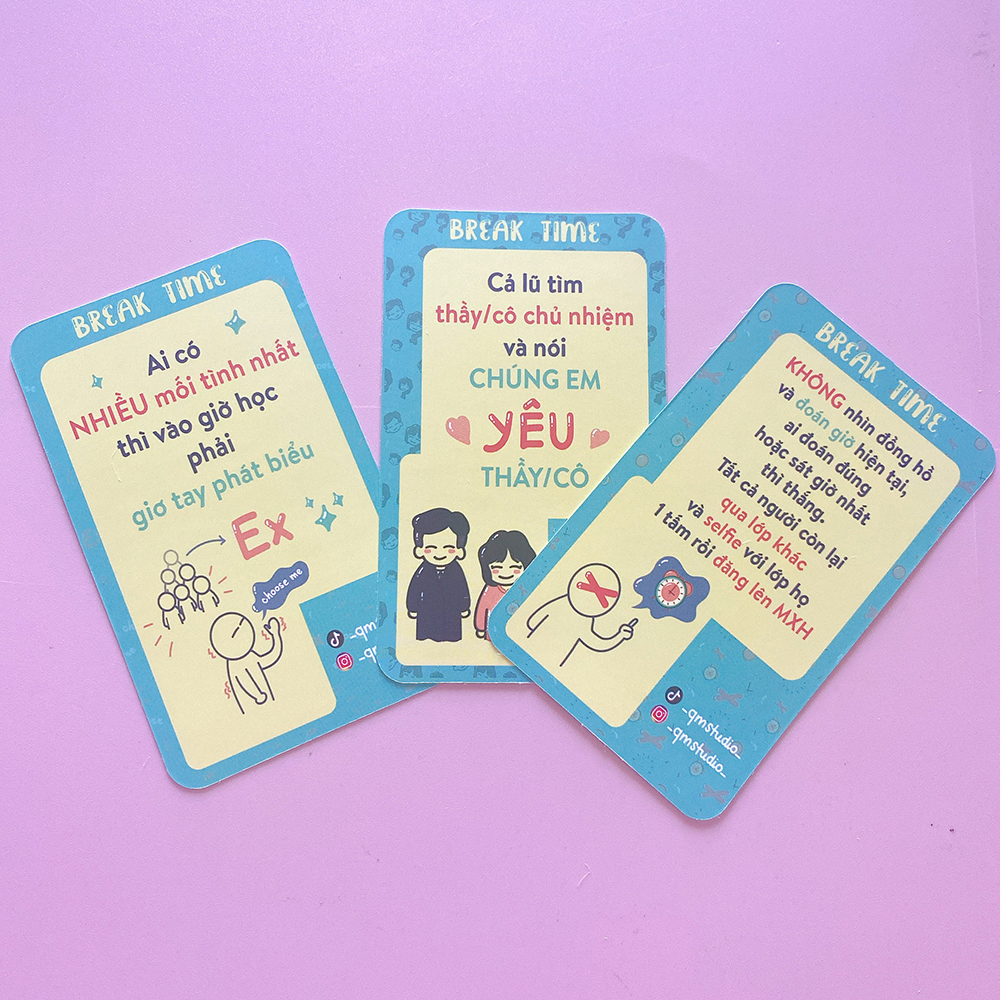 BREAK TIME
Ai có
NHIỀU mối tình nhất
thì vào giờ học
phải
giơ tay phát biểu
Ex
choose me
_qmst
_q
BREAK TIME
Cả lũ tìm
thầy/cô chủ nhiệm
và nói
CHÚNG EM
YÊU
THẦY/CÔ
BREAK TIME
KHÔNG nhìn đồng hồ
và đoán giờ hiện tại,
ai đoán đúng
hoặc sát giờ nhất
thì thắng.
Tất cả người còn lại
qua lớp khác
và selfie với lớp họ
1 tấm rồi đăng lên MXH
_qmstudio_
_qmstudio_